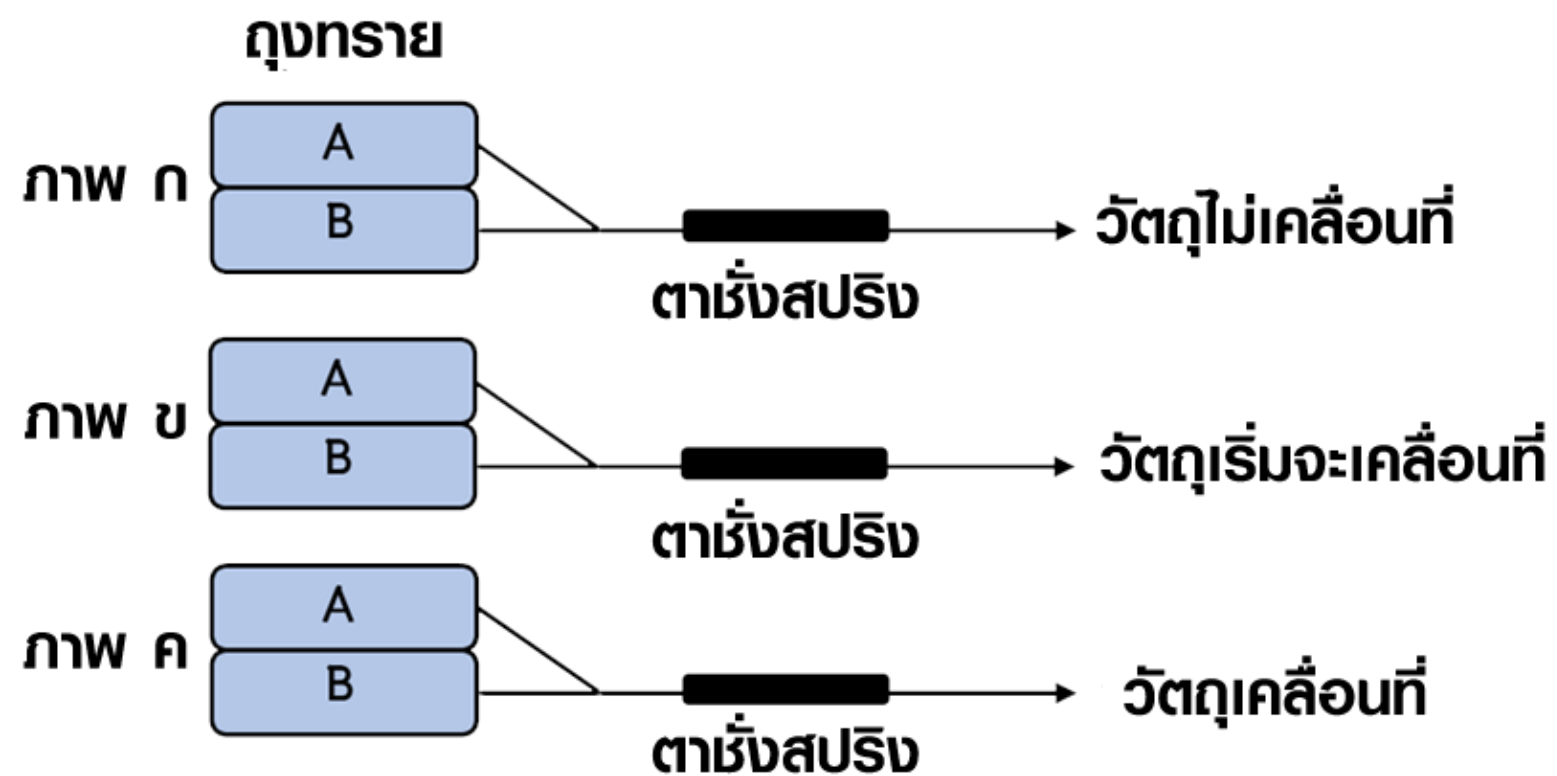 ถุงทราย
ภาพ ก
A
B
ตาชั่งสปริง
วัตถุไม่เคลื่อนที่
ภาพ ข
A
B
ตาชั่งสปริง
วัตถุเริ่มจะเคลื่อนที่
ภาพ ค
A
B
ตาชั่งสปริง
วัตถุเคลื่อนที่